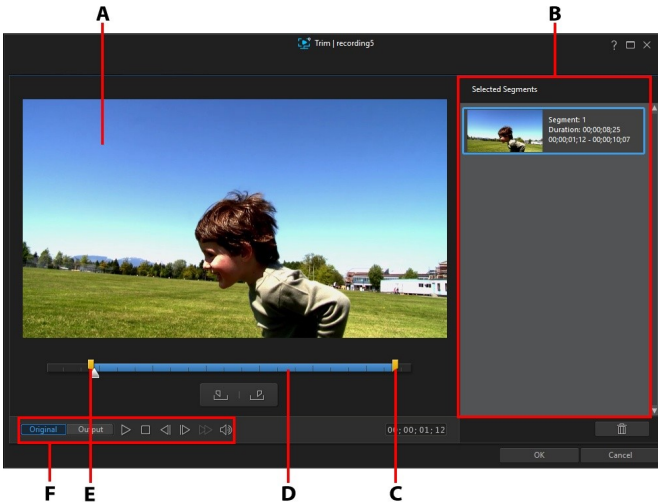 A
B
Trim | recording5
?
Selected Segments
Segment: 1
Duration: 00;00;08;25
00;00;01;12 - 00;00;10;07
Original
Output
00; 00; 01; 12
OK
Cancel
F
E
D
C